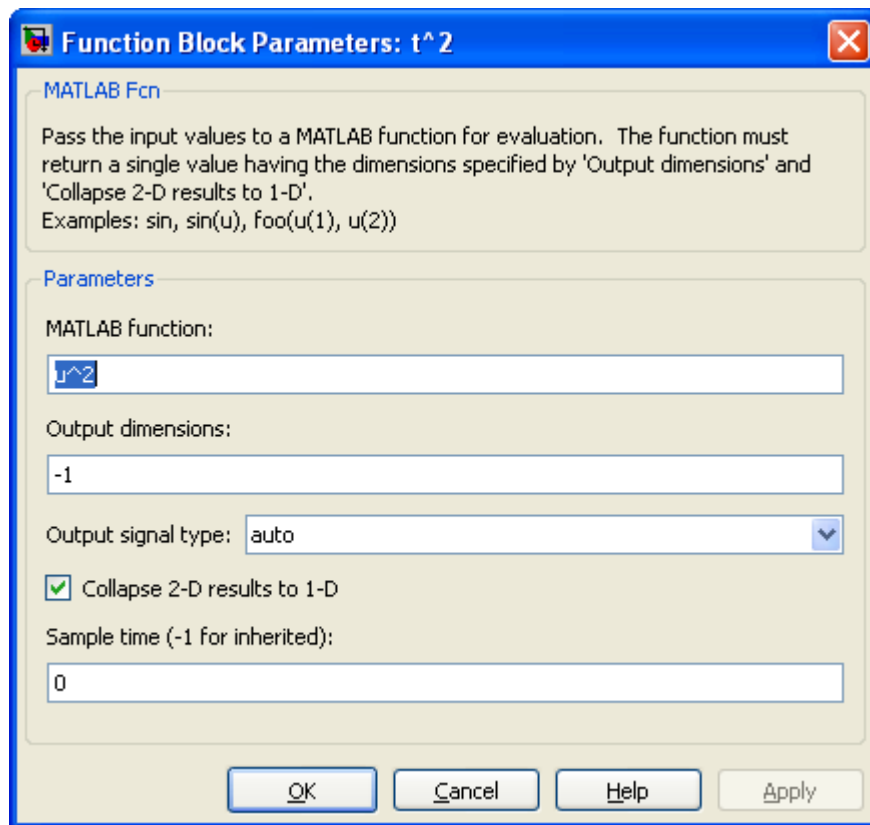 Function Block Parameters: t^2
MATLAB Fcn
Pass the input values to a MATLAB function for evaluation.  The function must
return a single value having the dimensions specified by 'Output dimensions' and
'Collapse 2-D results to 1-D'.
Examples: sin, sin(u), foo(u(1), u(2))
Parameters
MATLAB function:
u^2
Output dimensions:
-1
Output signal type: auto
Collapse 2-D results to 1-D
Sample time (-1 for inherited):
0
OK Cancel Help Apply